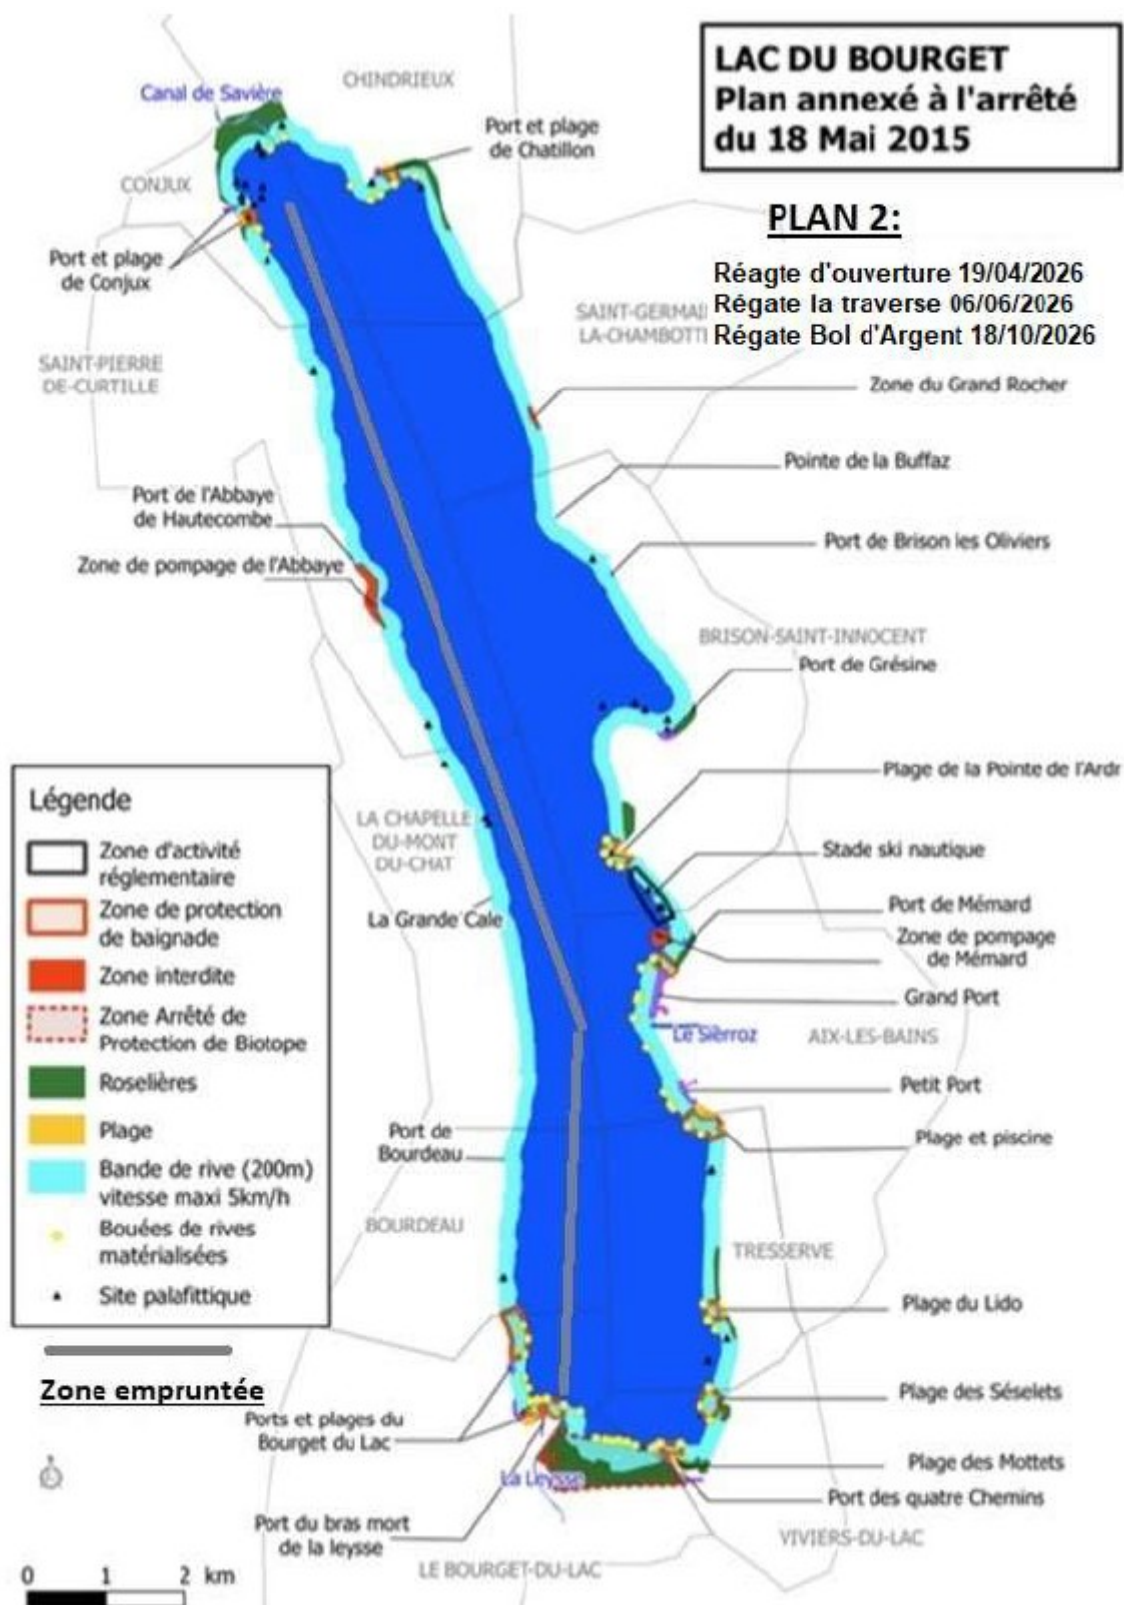 LAC DU BOURGET
Plan annexé à l'arrêté
du 18 Mai 2015
PLAN 2:
Réagte d'ouverture 19/04/2026
Régate la traverse 06/06/2026
Régate Bol d'Argent 18/10/2026
CHINDRIEUX
Canal de Savière
Port et plage
de Chatillon
CONJUX
Port et plage
de Conjux
SAINT-GERMAI
LA-CHAMBOTT
SAINT-PIERRE
DE-CURTILLE
Zone du Grand Rocher
Pointe de la Buffaz
Port de l'Abbaye
de Hautecombe
Port de Brison les Oliviers
Zone de pompage de l'Abbaye
BRISON-SAINT-INNOCENT
Port de Grésine
Plage de la Pointe de l'Ardr
LA CHAPELLE
DU-MONT
DU-CHAT
Stade ski nautique
La Grande Cale
Port de Mémard
Zone de pompage
de Mémard
Grand Port
Le Sierroz
AIX-LES-BAINS
Petit Port
Port de
Bourdeau
Plage et piscine
BOURDEAU
TRESSERVE
Plage du Lido
Plage des Séselets
Ports et plages du
Bourget du Lac
Plage des Mottets
La Leysse
Port des quatre Chemins
Port du bras mort
de la leysse
VIVIERS-DU-LAC
LE BOURGET-DU-LAC
Légende
Zone d'activité
réglementaire
Zone de protection
de baignade
Zone interdite
Zone Arrêté de
Protection de Biotope
Roselières
Plage
Bande de rive (200m)
vitesse maxi 5km/h
Bouées de rives
matérialisées
Site palafittique
Zone empruntée
0 1 2 km